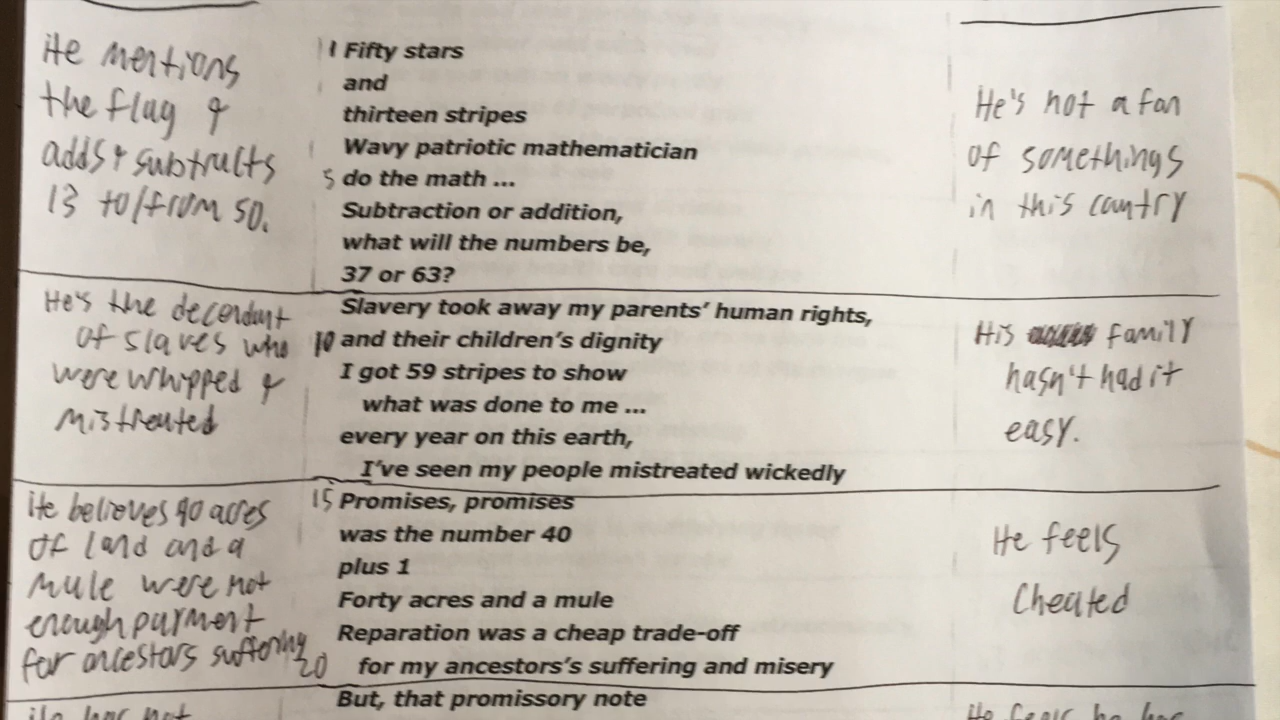 He mentions
the flag &
adds & subtracts
13 to/from 50.
1 Fifty stars
and
thirteen stripes
Wavy patriotic mathematician
5 do the math ...
Subtraction or addition,
what will the numbers be,
37 or 63?
He's not a fan
of somethings
in this country
He's the decendant
of slaves who
were whipped &
mistreated
Slavery took away my parents' human rights,
10 and their children's dignity
I got 59 stripes to show
what was done to me ...
every year on this earth,
I've seen my people mistreated wickedly
His family
hasn't had it
easy.
He believes 40 acres
of land and a
mule were not
enough payment
for ancestors suffering
15 Promises, promises
was the number 40
plus 1
Forty acres and a mule
Reparation was a cheap trade-off
20 for my ancestors's suffering and misery
He feels
Cheated
But, that promissory note
He has not
He feels he has